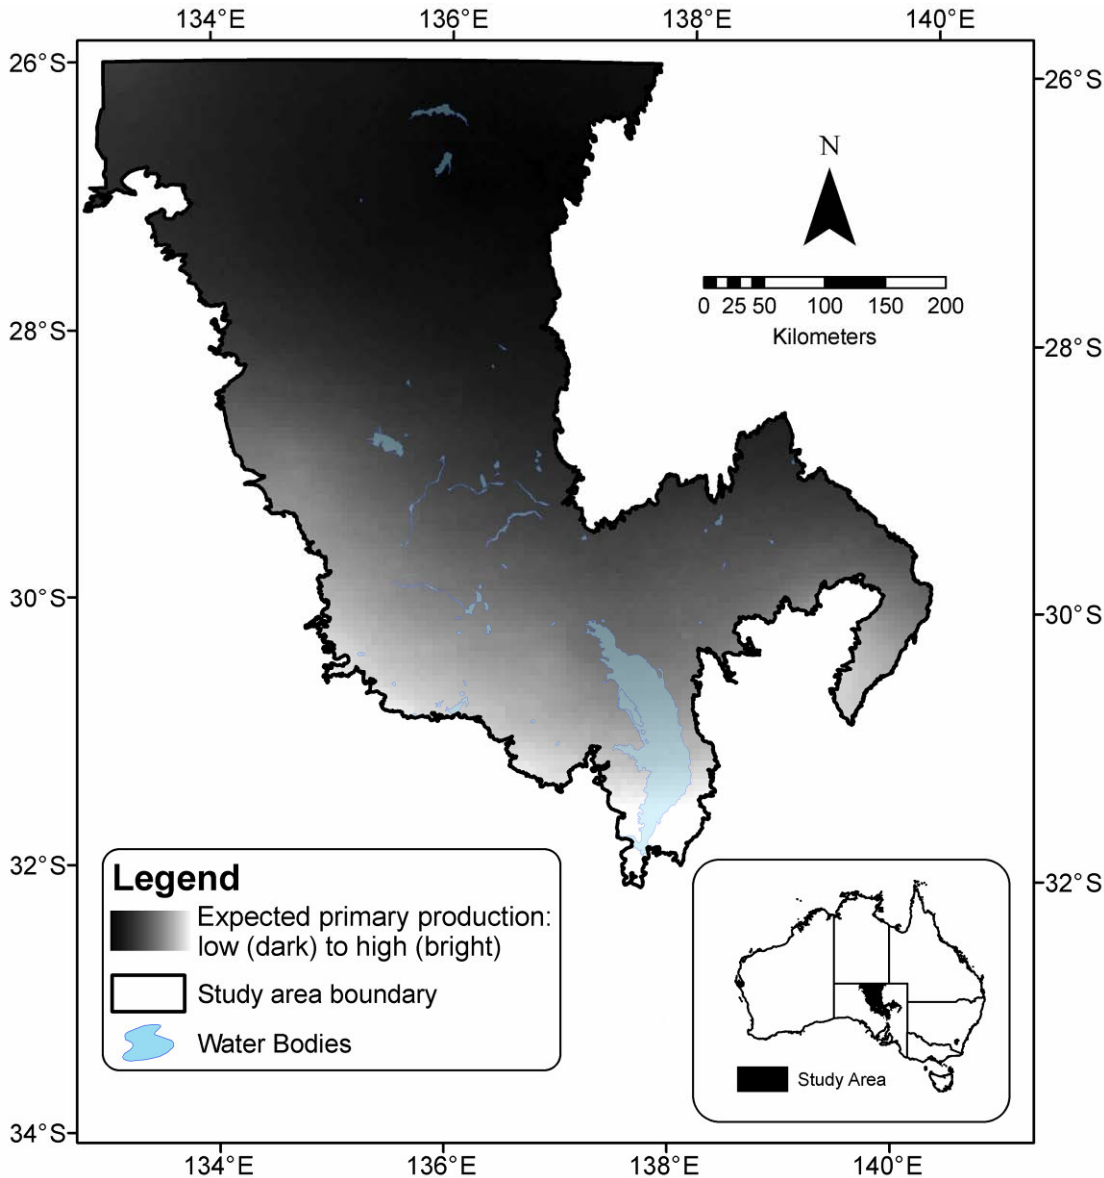 134°E 136°E 138°E 140°E
26°S 26°S
N
0 25 50 100 150 200
Kilometers
28°S 28°S
30°S 30°S
32°S 32°S
Legend
Expected primary production:
low (dark) to high (bright)
Study area boundary
Water Bodies
Study Area
34°S
134°E 136°E 138°E 140°E